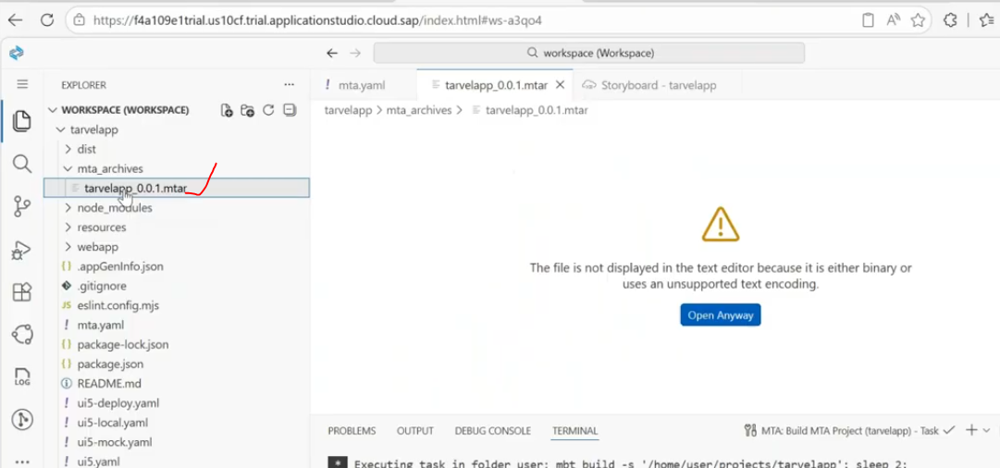 https://f4a109e1trial.us10cf.trial.applicationstudio.cloud.sap/index.html#ws-a3qo4
workspace (Workspace)
EXPLORER
mta.yaml
tarvelapp_0.0.1.mtar
Storyboard - tarvelapp
WORKSPACE (WORKSPACE)
tarvelapp > mta_archives > tarvelapp_0.0.1.mtar
tarvelapp
dist
mta_archives
tarvelapp_0.0.1.mtar
node_modules
resources
webapp
.appGenInfo.json
.gitignore
JS eslint.config.mjs
! mta.yaml
package-lock.json
package.json
README.md
! ui5-deploy.yaml
! ui5-local.yaml
! ui5-mock.yaml
! ui5.yaml
LOG
The file is not displayed in the text editor because it is either binary or
uses an unsupported text encoding.
Open Anyway
PROBLEMS OUTPUT DEBUG CONSOLE TERMINAL
MTA: Build MTA Project (tarvelapp) - Task
* Executing task in folder user: mbt build -s '/home/user/projects/tarvelapp'; sleep 2;